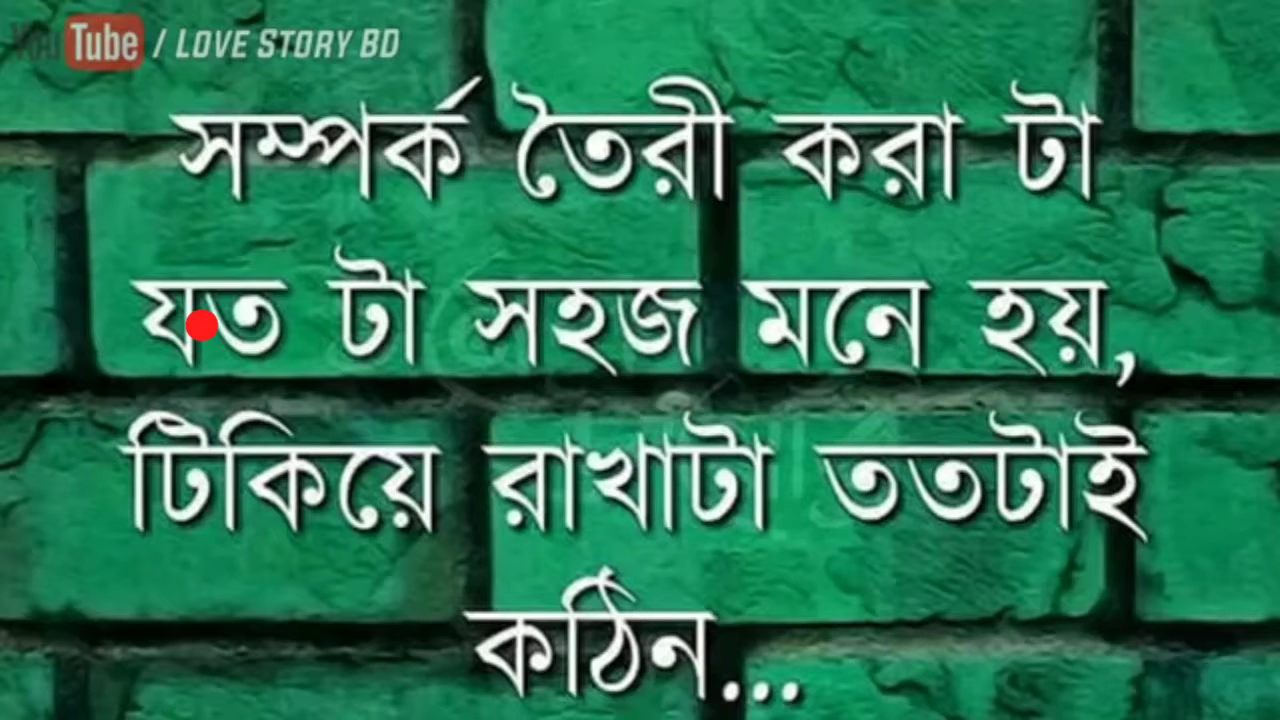 YouTube / LOVE STORY BD
সম্পর্ক তৈরী করা টা
যত টা সহজ মনে হয়,
টিকিয়ে রাখাটা ততটাই
কঠিন...